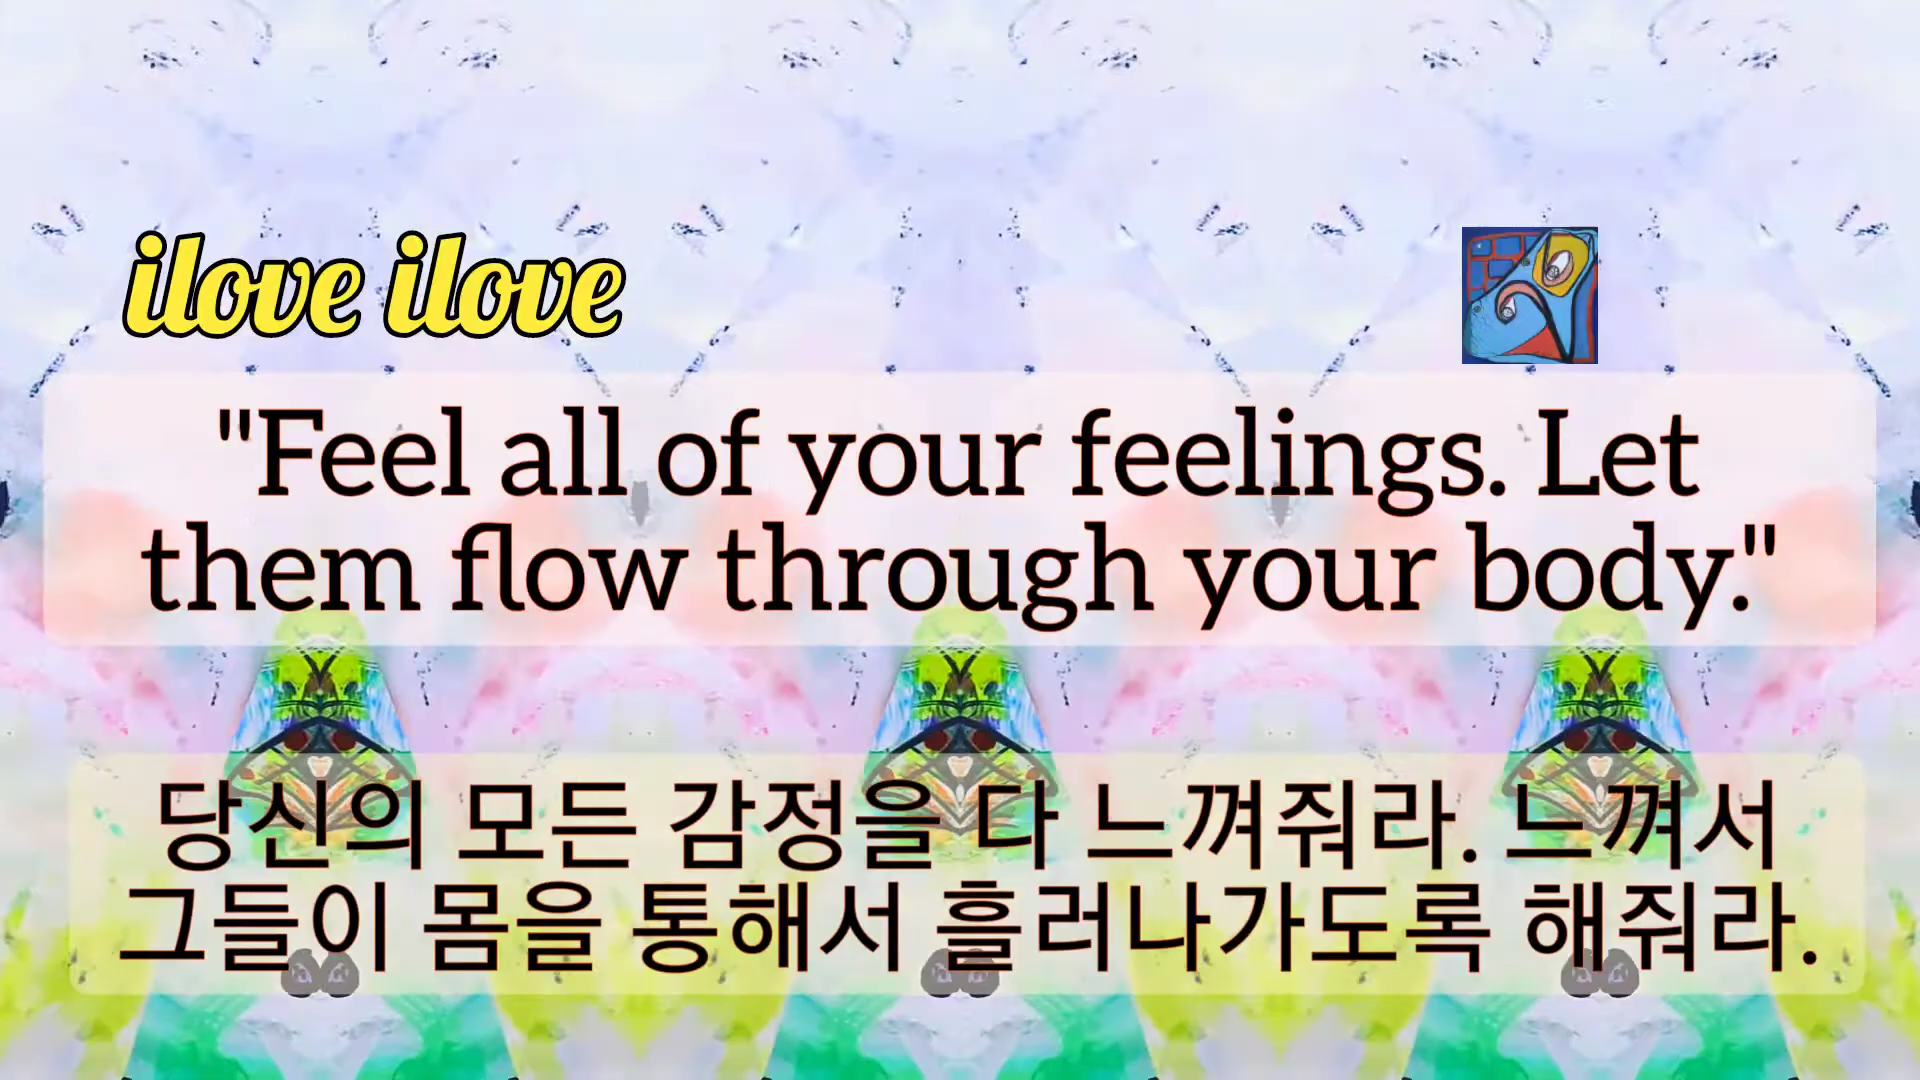 ilove ilove
"Feel all of your feelings. Let
them flow through your body."
당신의 모든 감정을 다 느껴줘라. 느껴서
그들이 몸을 통해서 흘러나가도록 해줘라.